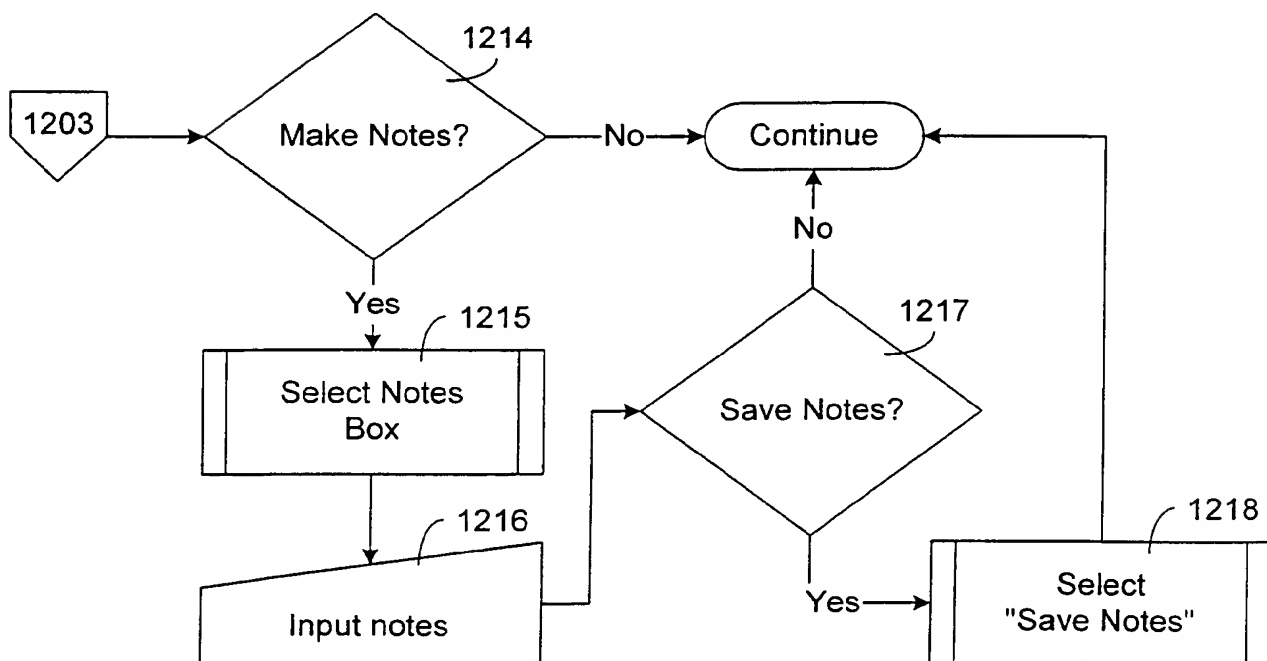 1214
1203
Make Notes?
No
Continue
No
Yes
1215
1217
Select Notes
Box
Save Notes?
1216
1218
Input notes
Yes
Select
"Save Notes"